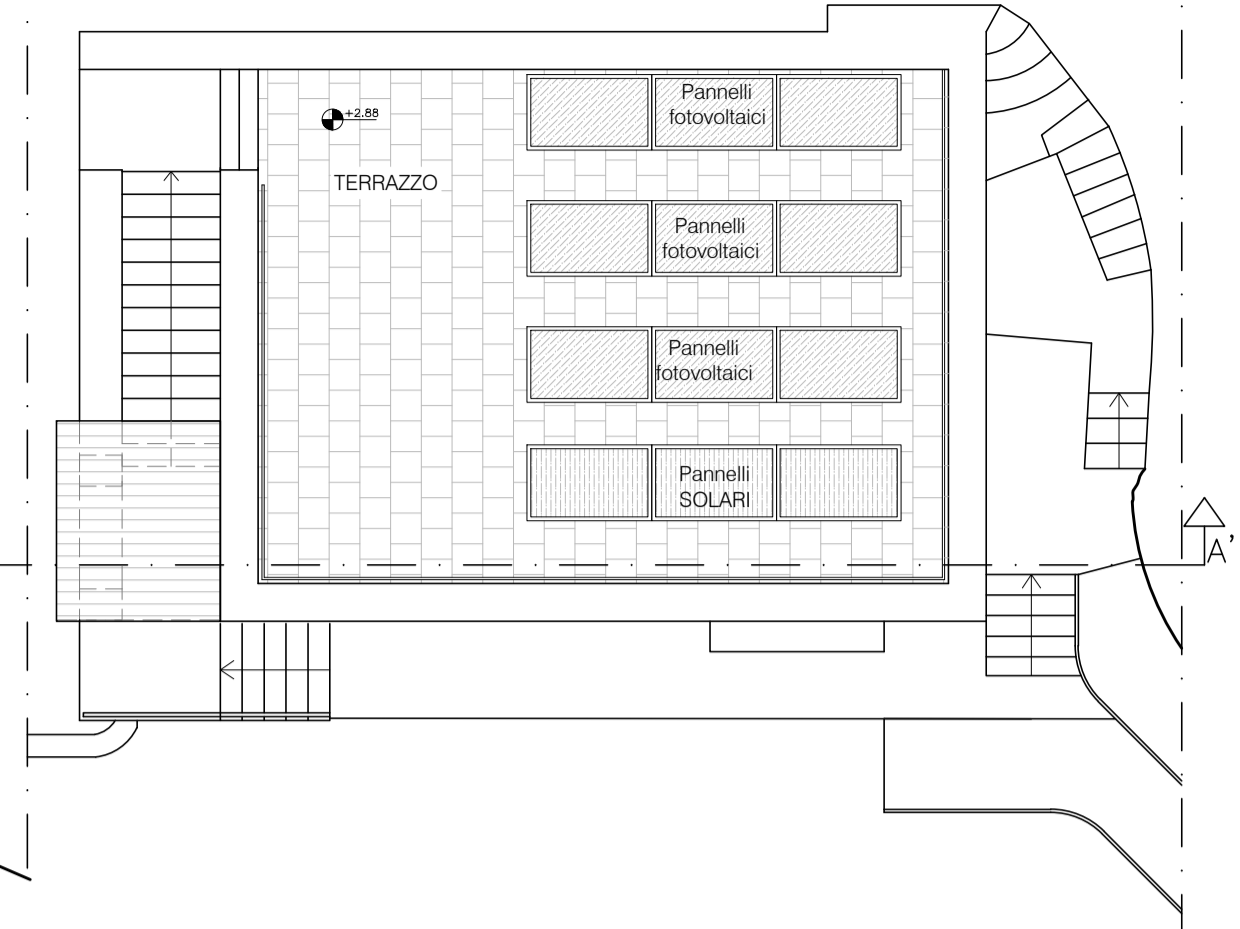 +2.88
TERRAZZO
Pannelli
fotovoltaici
Pannelli
fotovoltaici
Pannelli
fotovoltaici
Pannelli
SOLARI
A'